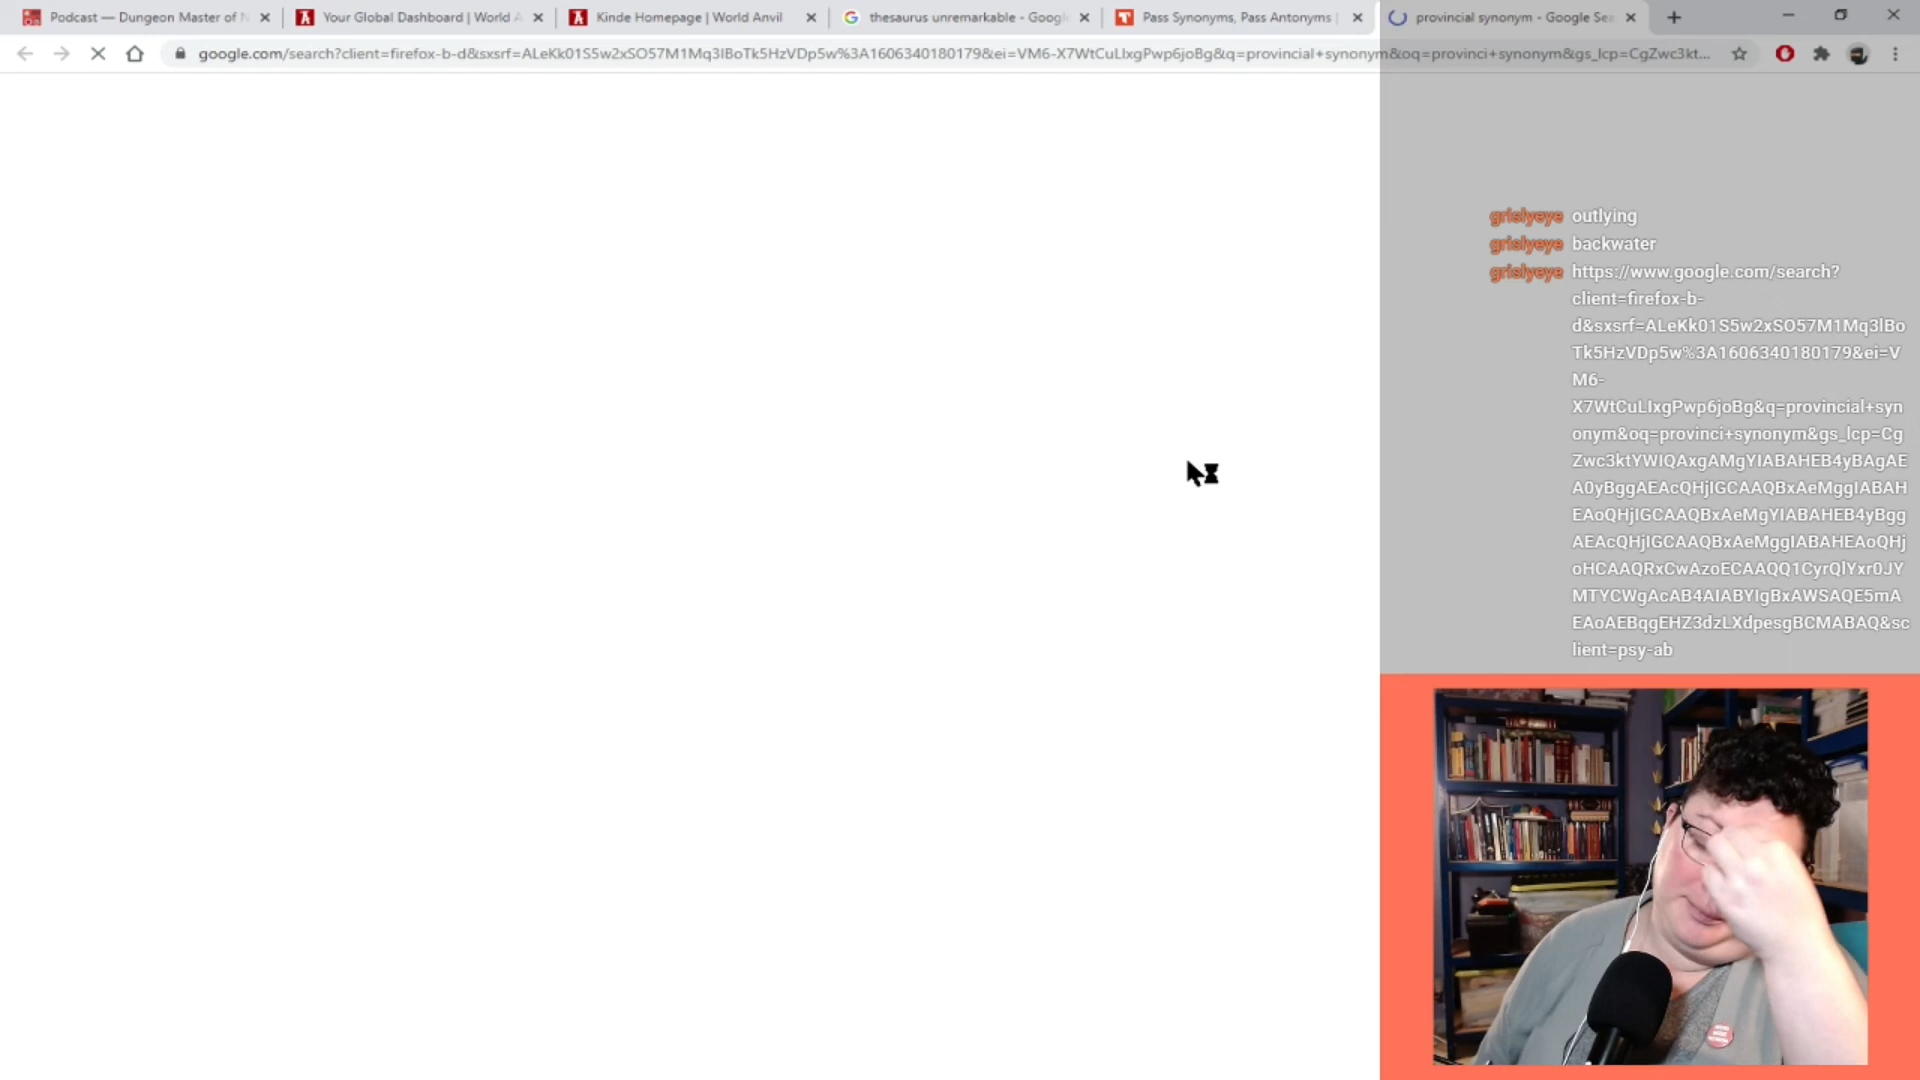 Podcast — Dungeon Master of N
Your Global Dashboard | World A
Kinde Homepage | World Anvil
thesaurus unremarkable - Googl
Pass Synonyms, Pass Antonyms |
provincial synonym - Google Sea
google.com/search?client=firefox-b-d&sxsrf=ALeKk01S5w2xSO57M1Mq3lBoTk5HzVDp5w%3A1606340180179&ei=VM6-X7WtCuLIxgPwp6joBg&q=provincial+synonym&oq=provinci+synonym&gs_lcp=CgZwc3kt...
grislyeye outlying
grislyeye backwater
grislyeye https://www.google.com/search?
client=firefox-b-
d&sxsrf=ALeKk01S5w2xSO57M1Mq3lBo
Tk5HzVDp5w%3A1606340180179&ei=V
M6-
X7WtCuLIxgPwp6joBg&q=provincial+syn
onym&oq=provinci+synonym&gs_lcp=Cg
Zwc3ktYWIQAxgAMgYIABAHEB4yBAgAE
A0yBggAEAcQHjIGCAAQBxAeMggIABAH
EAoQHjIGCAAQBxAeMgYIABAHEB4yBgg
AEAcQHjIGCAAQBxAeMggIABAHEAoQHj
oHCAAQRxCwAzoECAAQQ1CyrQlYxr0JY
MTYCWgAcAB4AIABYIgBxAWSAQE5mA
EAoAEBqgEHZ3dzLXdpesgBCMABAQ&sc
lient=psy-ab